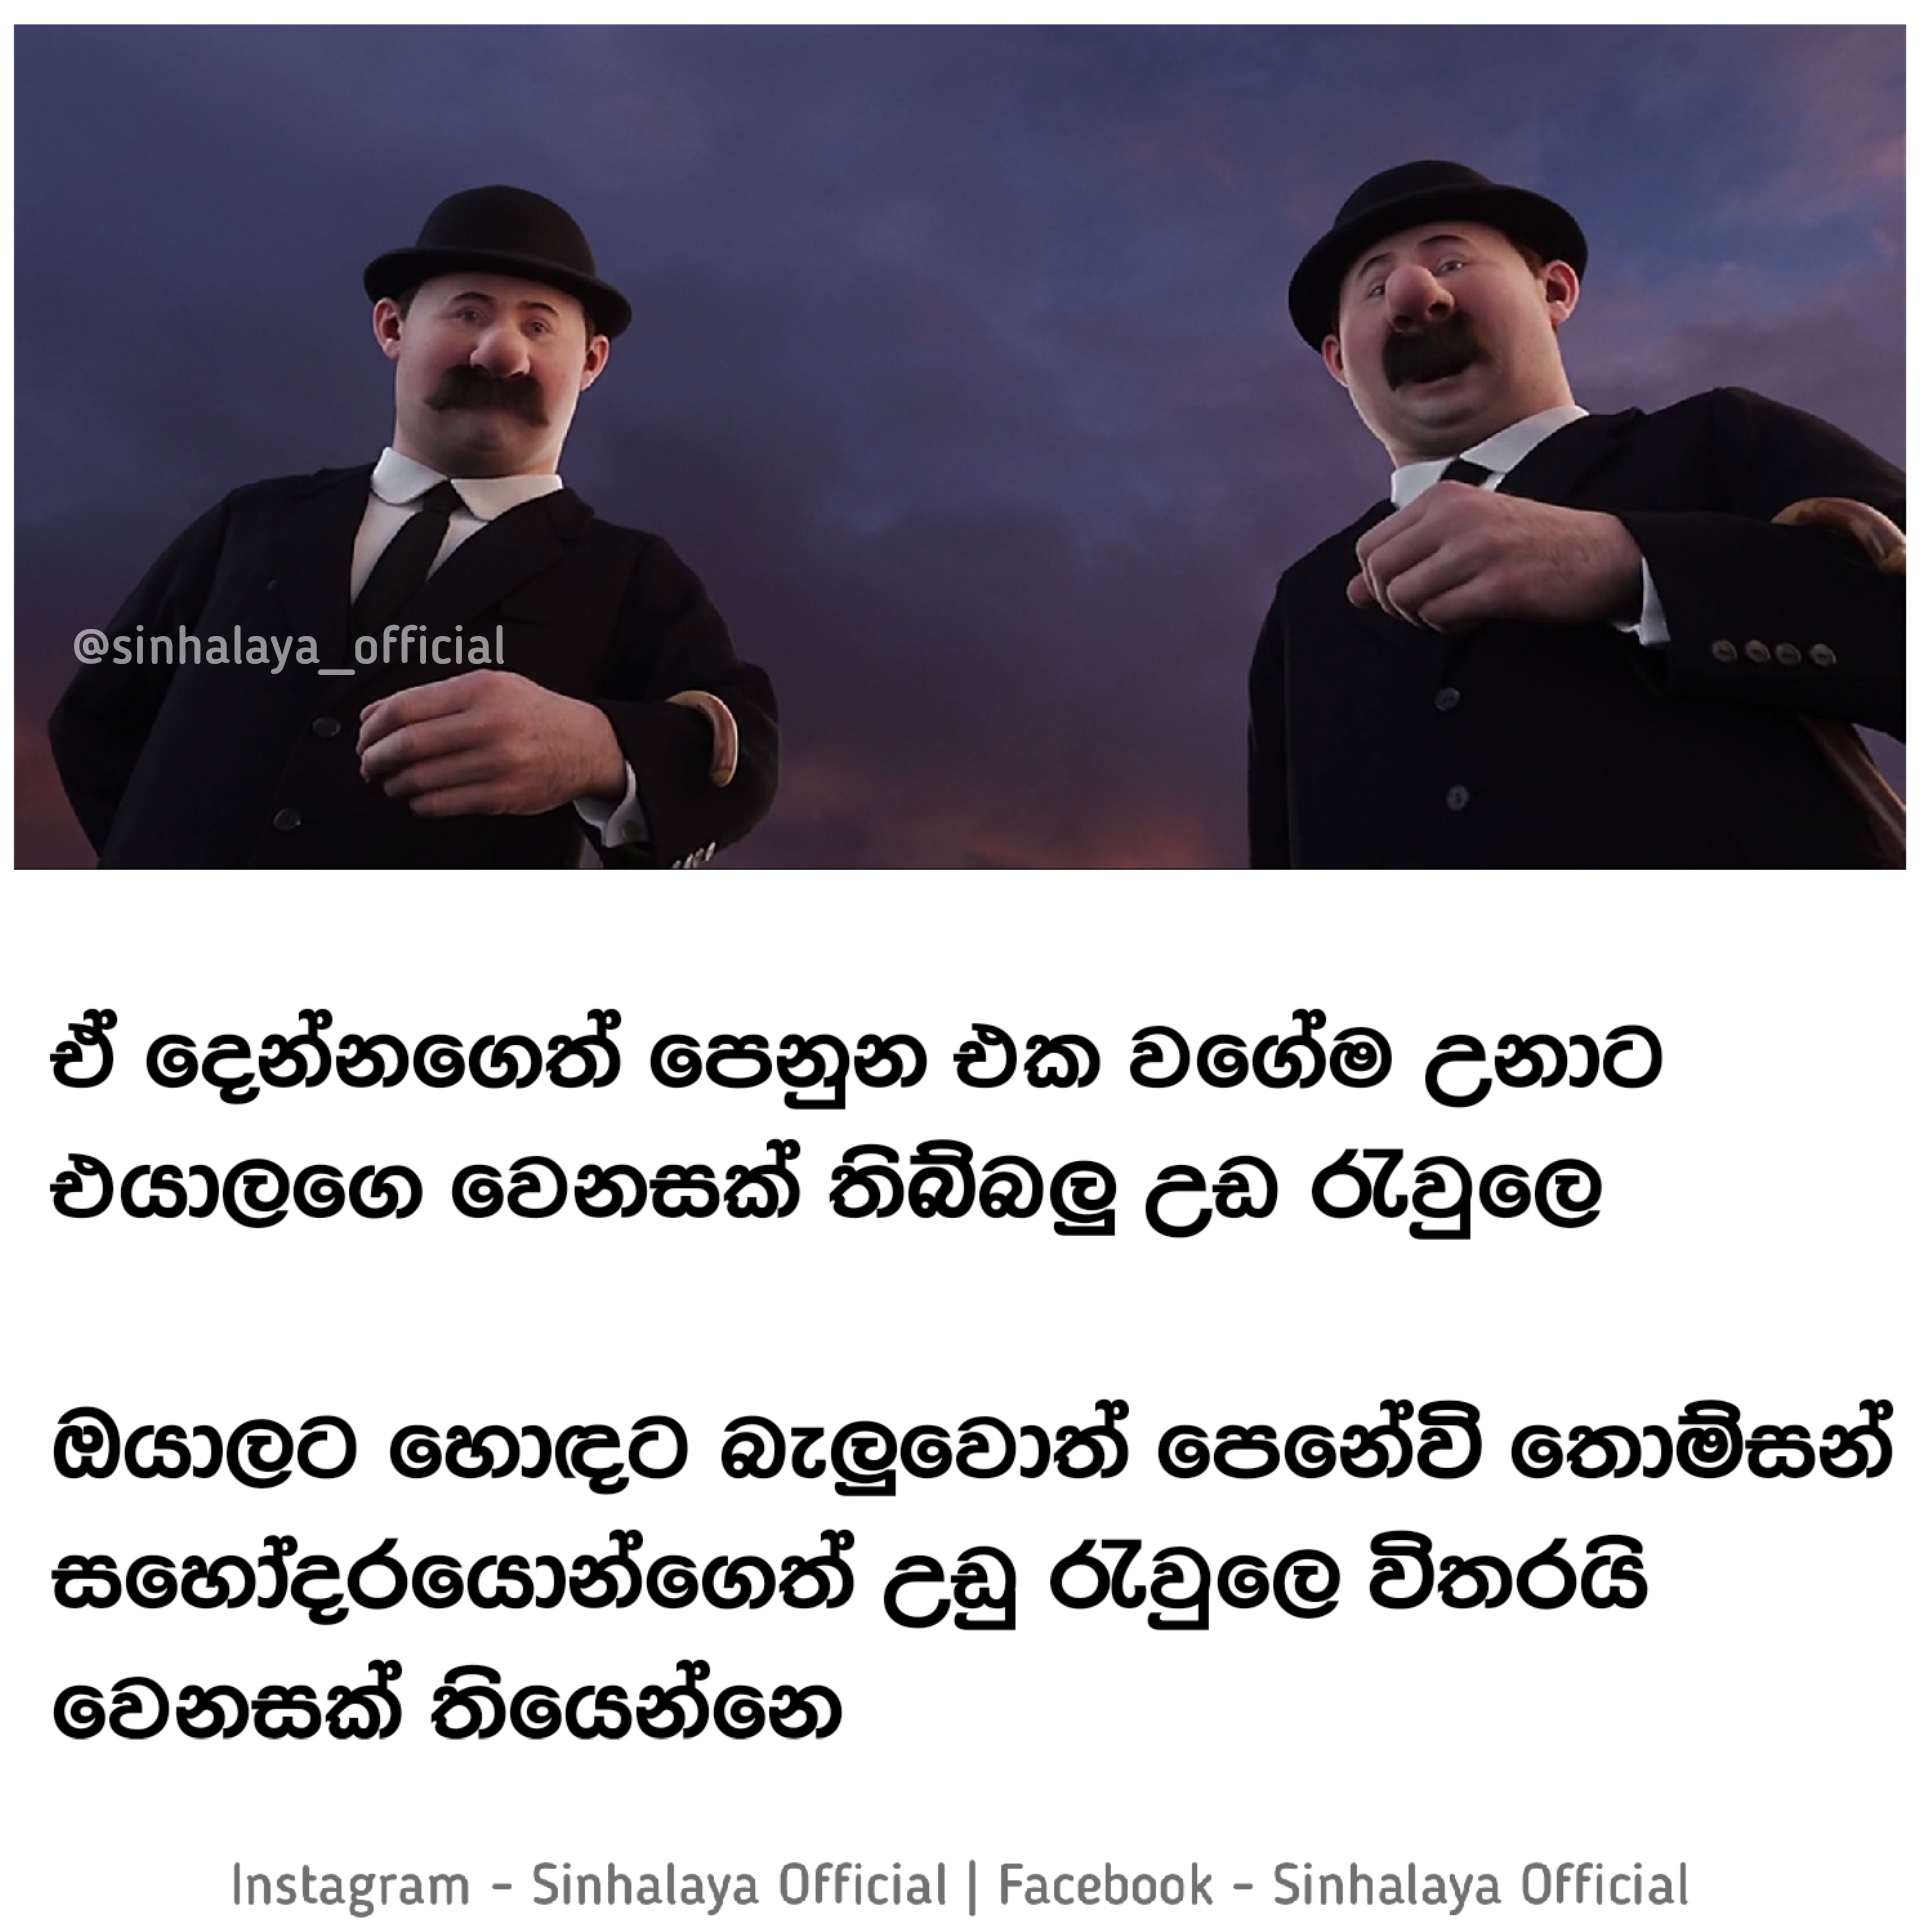 @sinhalaya_official
ඒ දෙන්නගෙත් පෙනුන එක වගේම උනාට
එයාලගෙ වෙනසක් තිබ්බලු උඩ රැවුලෙ
ඔයාලට හොඳට බැලුවොත් පෙනේවි තොම්සන්
සහෝදරයොන්ගෙත් උඩු රැවුලෙ විතරයි
වෙනසක් තියෙන්නෙ
Instagram - Sinhalaya Official | Facebook - Sinhalaya Official